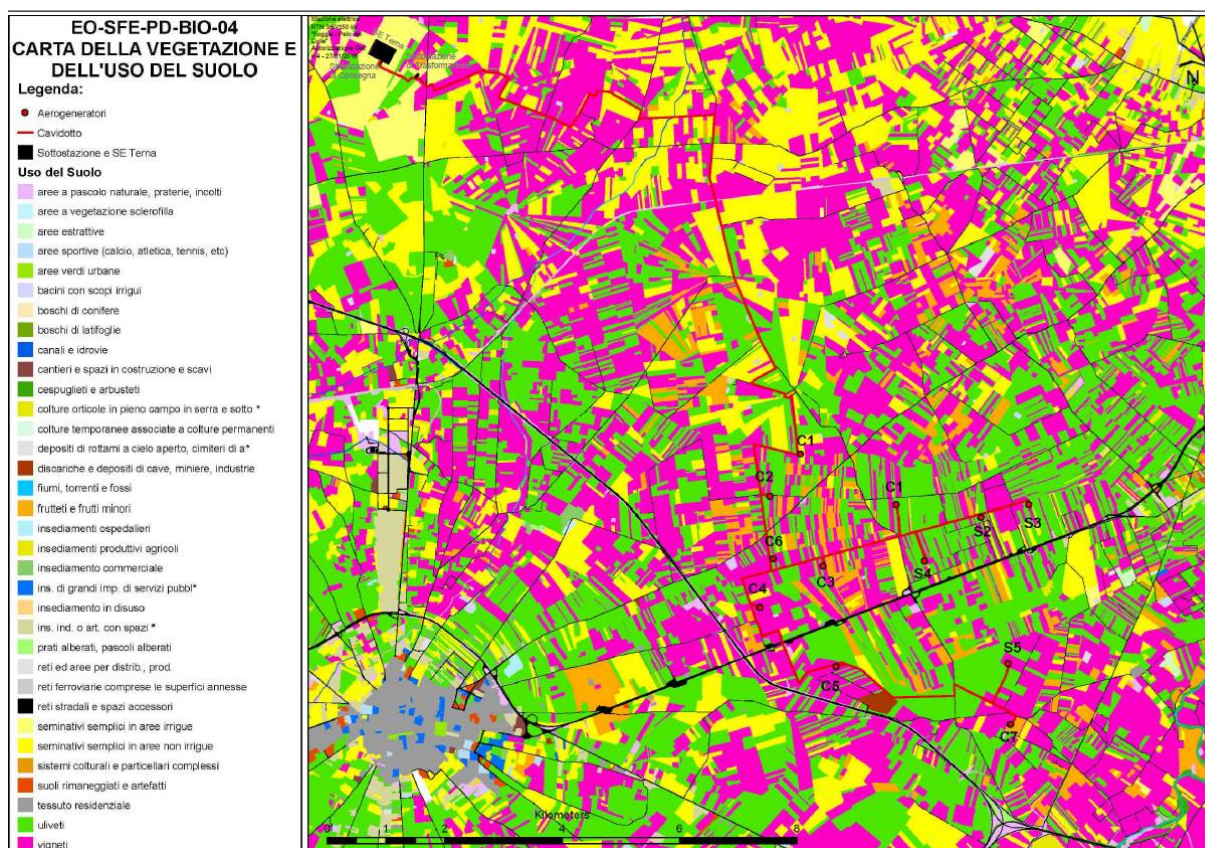 EO-SFE-PD-BIO-04
CARTA DELLA VEGETAZIONE E
DELL'USO DEL SUOLO
Legenda:
Aerogeneratori
Cavidotto
Sottostazione e SE Terna
Uso del Suolo
aree a pascolo naturale, praterie, incolti
aree a vegetazione sclerofilla
aree estrattive
aree sportive (calcio, atletica, tennis, etc)
aree verdi urbane
bacini con scopi irrigui
boschi di conifere
boschi di latifoglie
canali e idrovie
cantieri e spazi in costruzione e scavi
cespuglieti e arbusteti
colture orticole in pieno campo in serra e sotto *
colture temporanee associate a colture permanenti
depositi di rottami a cielo aperto, cimiteri di a*
discariche e depositi di cave, miniere, industrie
fiumi, torrenti e fossi
frutteti e frutti minori
insediamenti ospedalieri
insediamenti produttivi agricoli
insediamento commerciale
ins. di grandi imp. di servizi pubbl*
insediamento in disuso
ins. ind. o art. con spazi *
prati alberati, pascoli alberati
reti ed aree per distrib., prod.
reti ferroviarie comprese le superfici annesse
reti stradali e spazi accessori
seminativi semplici in aree irrigue
seminativi semplici in aree non irrigue
sistemi colturali e particellari complessi
suoli rimaneggiati e artefatti
tessuto residenziale
uliveti
vigneti
SE Terna
N
C1
C2
C1
S2
S3
C6
C3
S4
C4
C5
S5
C7
Kilometers
0 1 2 4 6 8